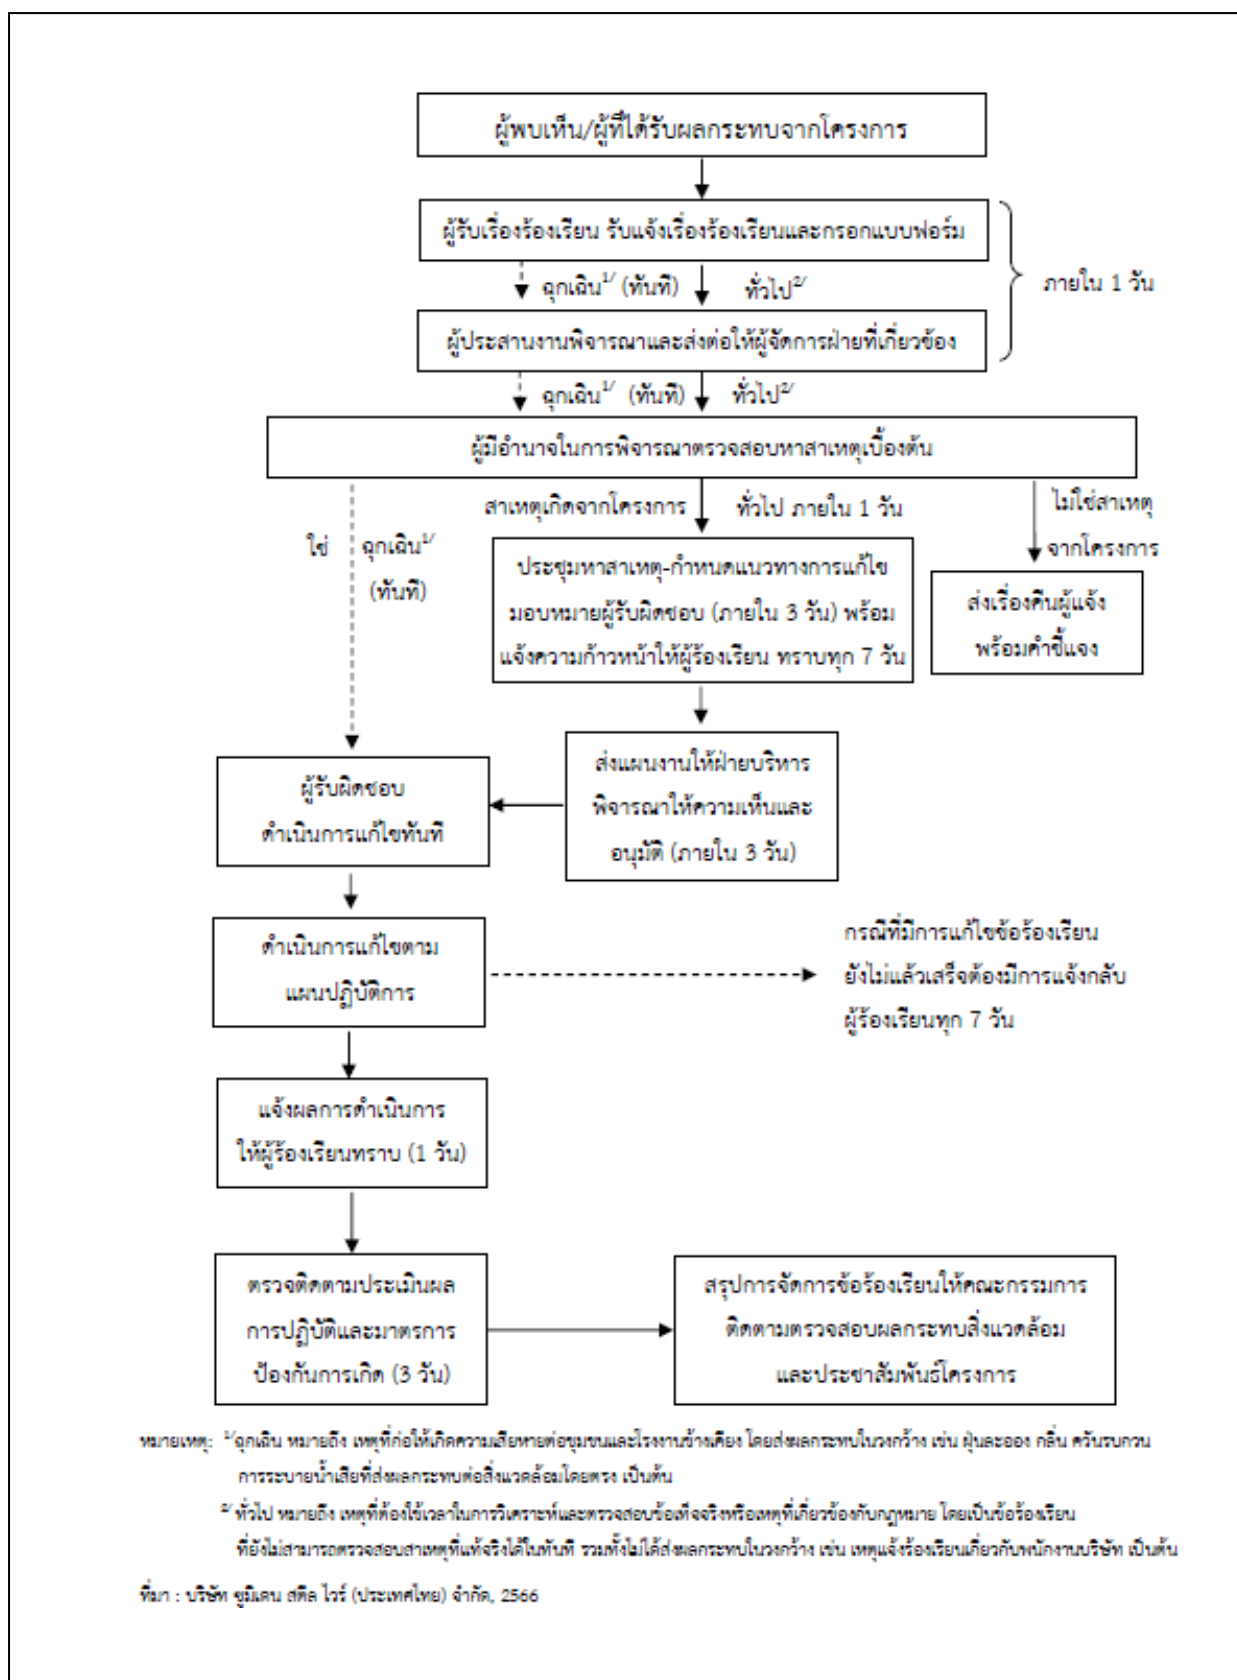 ผู้พบเห็น/ผู้ที่ได้รับผลกระทบจากโครงการ
ผู้รับเรื่องร้องเรียน รับแจ้งเรื่องร้องเรียนและกรอกแบบฟอร์ม
ฉุกเฉิน1/ (ทันที)
ทั่วไป2/
ภายใน 1 วัน
ผู้ประสานงานพิจารณาและส่งต่อให้ผู้จัดการฝ่ายที่เกี่ยวข้อง
ฉุกเฉิน1/ (ทันที)
ทั่วไป2/
ผู้มีอำนาจในการพิจารณาตรวจสอบหาสาเหตุเบื้องต้น
ใช่
ฉุกเฉิน1/
(ทันที)
สาเหตุเกิดจากโครงการ
ทั่วไป ภายใน 1 วัน
ไม่ใช่สาเหตุ
จากโครงการ
ประชุมหาสาเหตุ-กำหนดแนวทางการแก้ไข
มอบหมายผู้รับผิดชอบ (ภายใน 3 วัน) พร้อม
แจ้งความก้าวหน้าให้ผู้ร้องเรียน ทราบทุก 7 วัน
ส่งเรื่องคืนผู้แจ้ง
พร้อมคำชี้แจง
ส่งแผนงานให้ฝ่ายบริหาร
พิจารณาให้ความเห็นและ
อนุมัติ (ภายใน 3 วัน)
ผู้รับผิดชอบ
ดำเนินการแก้ไขทันที
ดำเนินการแก้ไขตาม
แผนปฏิบัติการ
กรณีที่มีการแก้ไขข้อร้องเรียน
ยังไม่แล้วเสร็จต้องมีการแจ้งกลับ
ผู้ร้องเรียนทุก 7 วัน
แจ้งผลการดำเนินการ
ให้ผู้ร้องเรียนทราบ (1 วัน)
ตรวจติดตามประเมินผล
การปฏิบัติและมาตรการ
ป้องกันการเกิด (3 วัน)
สรุปการจัดการข้อร้องเรียนให้คณะกรรมการ
ติดตามตรวจสอบผลกระทบสิ่งแวดล้อม
และประชาสัมพันธ์โครงการ
หมายเหตุ: 1/ฉุกเฉิน หมายถึง เหตุที่ก่อให้เกิดความเสียหายต่อชุมชนและโรงงานข้างเคียง โดยส่งผลกระทบในวงกว้าง เช่น ฝุ่นละออง กลิ่น ควันรบกวน
การระบายน้ำเสียที่ส่งผลกระทบต่อสิ่งแวดล้อมโดยตรง เป็นต้น
2/ ทั่วไป หมายถึง เหตุที่ต้องใช้เวลาในการวิเคราะห์และตรวจสอบข้อเท็จจริงหรือเหตุที่เกี่ยวข้องกับกฎหมาย โดยเป็นข้อร้องเรียน
ที่ยังไม่สามารถตรวจสอบสาเหตุที่แท้จริงได้ในทันที รวมทั้งไม่ได้ส่งผลกระทบในวงกว้าง เช่น เหตุแจ้งร้องเรียนเกี่ยวกับพนักงานบริษัท เป็นต้น
ที่มา : บริษัท ซูมิเดน สตีล ไวร์ (ประเทศไทย) จำกัด, 2566